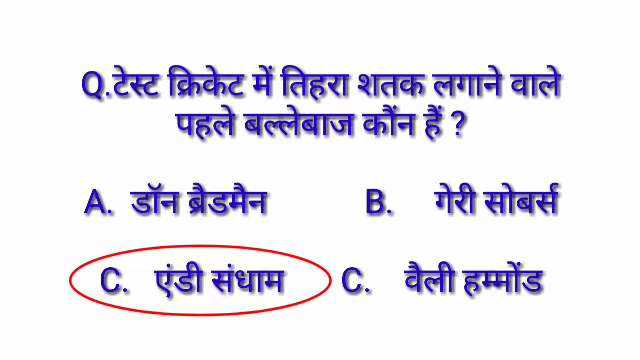 Q.टेस्ट क्रिकेट में तिहरा शतक लगाने वाले
पहले बल्लेबाज कौंन हैं ?
A. डॉन ब्रैडमैन B. गेरी सोबर्स
C. एंडी संधाम C. वैली हम्मोंड